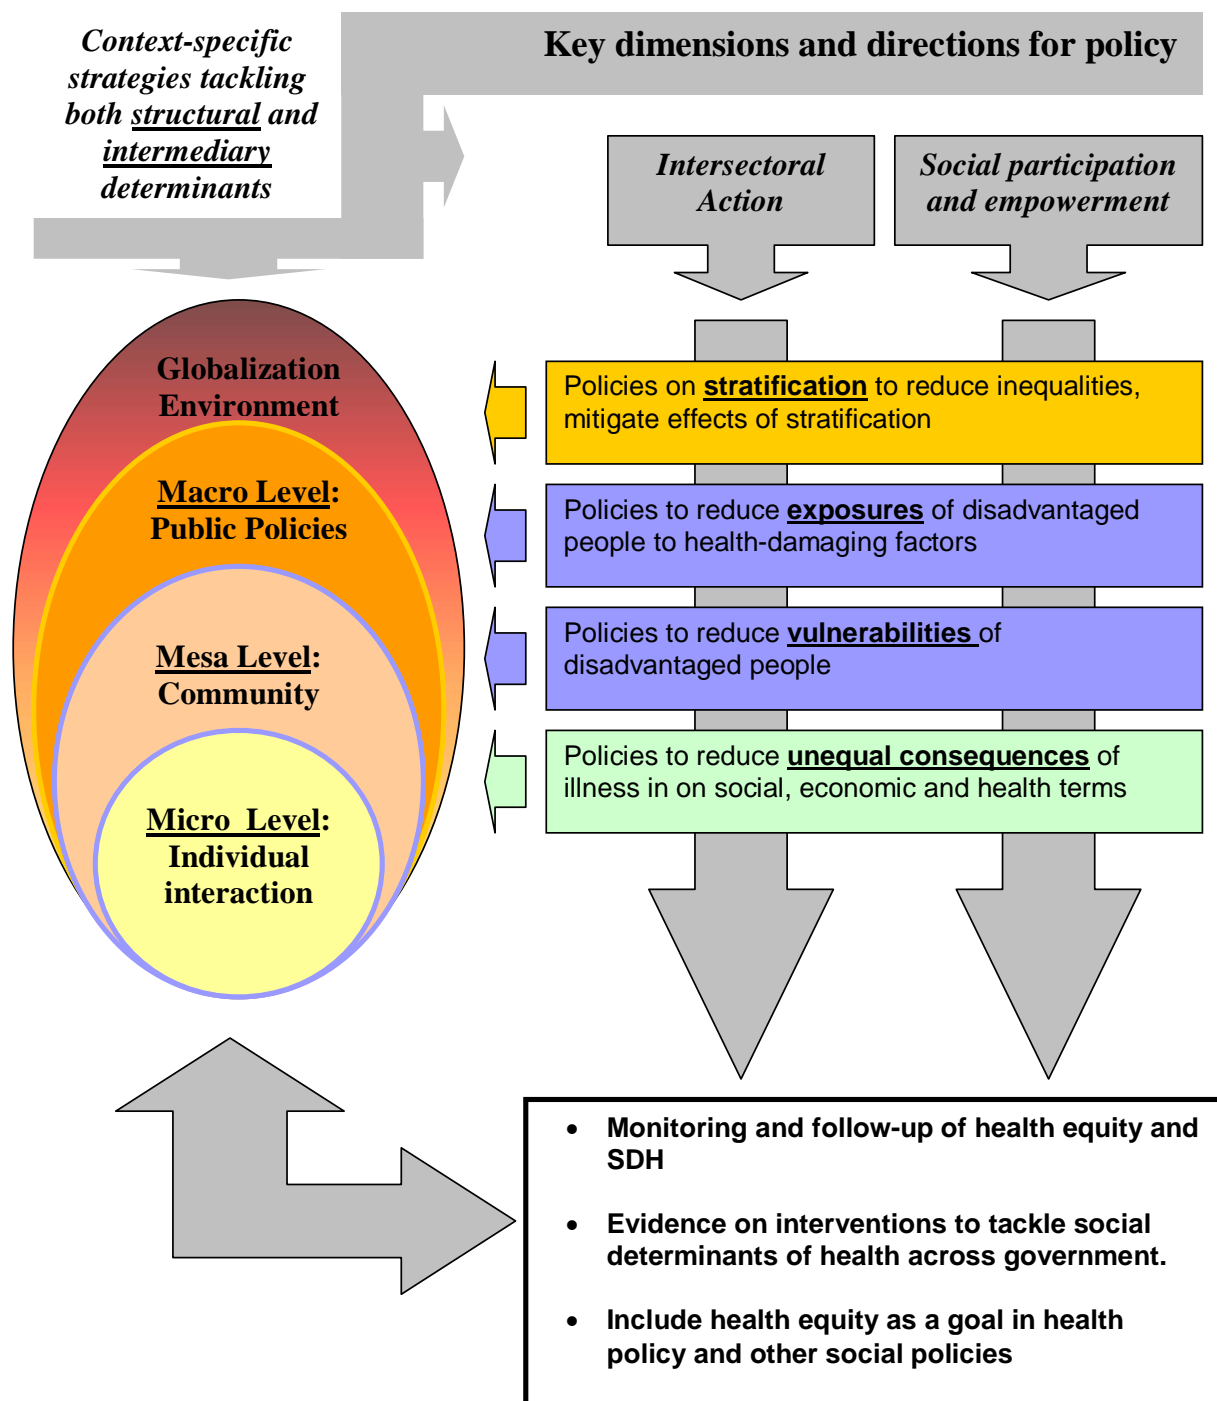 Context-specific
strategies tackling
both structural and
intermediary
determinants
Key dimensions and directions for policy
Intersectoral
Action
Social participation
and empowerment
Globalization
Environment
Macro Level:
Public Policies
Mesa Level:
Community
Micro Level:
Individual
interaction
Policies on stratification to reduce inequalities,
mitigate effects of stratification
Policies to reduce exposures of disadvantaged
people to health-damaging factors
Policies to reduce vulnerabilities of
disadvantaged people
Policies to reduce unequal consequences of
illness in on social, economic and health terms
• Monitoring and follow-up of health equity and
SDH
• Evidence on interventions to tackle social
determinants of health across government.
• Include health equity as a goal in health
policy and other social policies